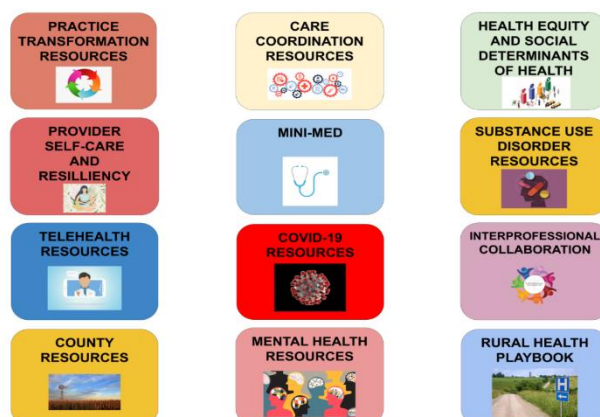 PRACTICE
TRANSFORMATION
RESOURCES
CARE
COORDINATION
RESOURCES
HEALTH EQUITY
AND SOCIAL
DETERMINANTS
OF HEALTH
PROVIDER
SELF-CARE
AND
RESILLIENCY
MINI-MED
SUBSTANCE USE
DISORDER
RESOURCES
TELEHEALTH
RESOURCES
COVID-19
RESOURCES
INTERPROFESSIONAL
COLLABORATION
COUNTY
RESOURCES
MENTAL HEALTH
RESOURCES
RURAL HEALTH
PLAYBOOK
H